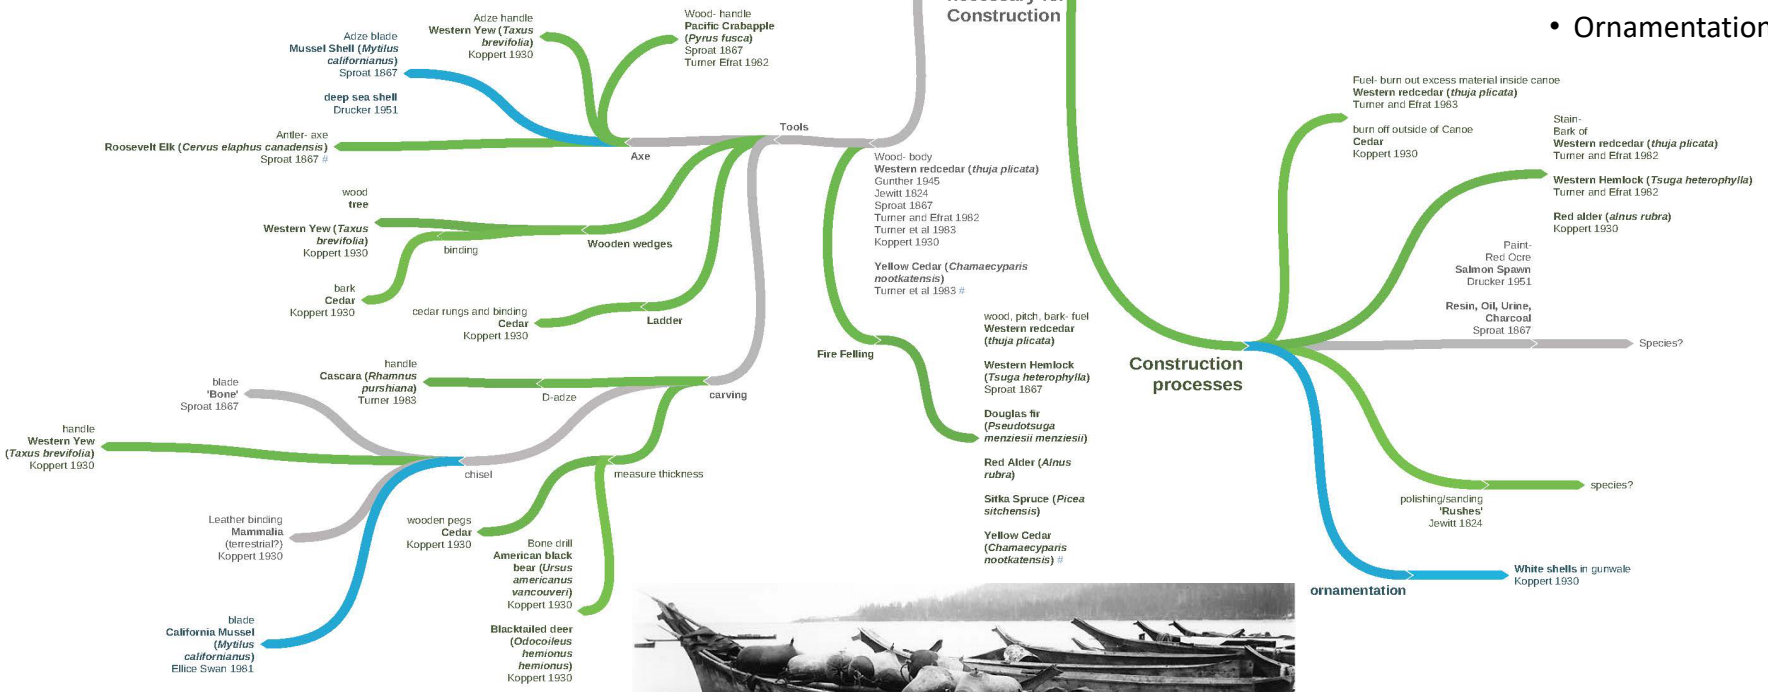 necessary for
Construction
• Ornamentation
Adze handle
Western Yew (Taxus
brevifolia)
Koppert 1930
Wood- handle
Pacific Crabapple
(Pyrus fusca)
Sproat 1867
Turner Efrat 1982
Adze blade
Mussel Shell (Mytilus
californianus)
Sproat 1867
deep sea shell
Drucker 1951
Antler- axe
Roosevelt Elk (Cervus elaphus canadensis)
Sproat 1867 #
Axe
Tools
wood
tree
Western Yew (Taxus
brevifolia)
Koppert 1930
binding
Wooden wedges
bark
Cedar
Koppert 1930
cedar rungs and binding
Cedar
Koppert 1930
Ladder
handle
Cascara (Rhamnus
purshiana)
Turner 1983
D-adze
carving
blade
'Bone'
Sproat 1867
handle
Western Yew
(Taxus brevifolia)
Koppert 1930
chisel
measure thickness
Leather binding
Mammalia
(terrestrial?)
Koppert 1930
wooden pegs
Cedar
Koppert 1930
Bone drill
American black
bear (Ursus
americanus
vancouveri)
Koppert 1930
Blacktailed deer
(Odocoileus
hemionus
hemionus)
Koppert 1930
blade
California Mussel
(Mytilus
californianus)
Ellice Swan 1981
Wood- body
Western redcedar (thuja plicata)
Gunther 1945
Jewitt 1824
Sproat 1867
Turner and Efrat 1982
Turner et al 1983
Koppert 1930
Yellow Cedar (Chamaecyparis
nootkatensis)
Turner et al 1983 #
Fire Felling
wood, pitch, bark- fuel
Western redcedar
(thuja plicata)
Western Hemlock
(Tsuga heterophylla)
Sproat 1867
Douglas fir
(Pseudotsuga
menziesii menziesii)
Red Alder (Alnus
rubra)
Sitka Spruce (Picea
sitchensis)
Yellow Cedar
(Chamaecyparis
nootkatensis) #
Construction
processes
Fuel- burn out excess material inside canoe
Western redcedar (thuja plicata)
Turner and Efrat 1983
burn off outside of Canoe
Cedar
Koppert 1930
Stain-
Bark of
Western redcedar (thuja plicata)
Turner and Efrat 1982
Western Hemlock (Tsuga heterophylla)
Turner and Efrat 1982
Red alder (alnus rubra)
Koppert 1930
Paint-
Red Ocre
Salmon Spawn
Drucker 1951
Resin, Oil, Urine,
Charcoal
Sproat 1867
Species?
polishing/sanding
'Rushes'
Jewitt 1824
species?
ornamentation
White shells in gunwale
Koppert 1930